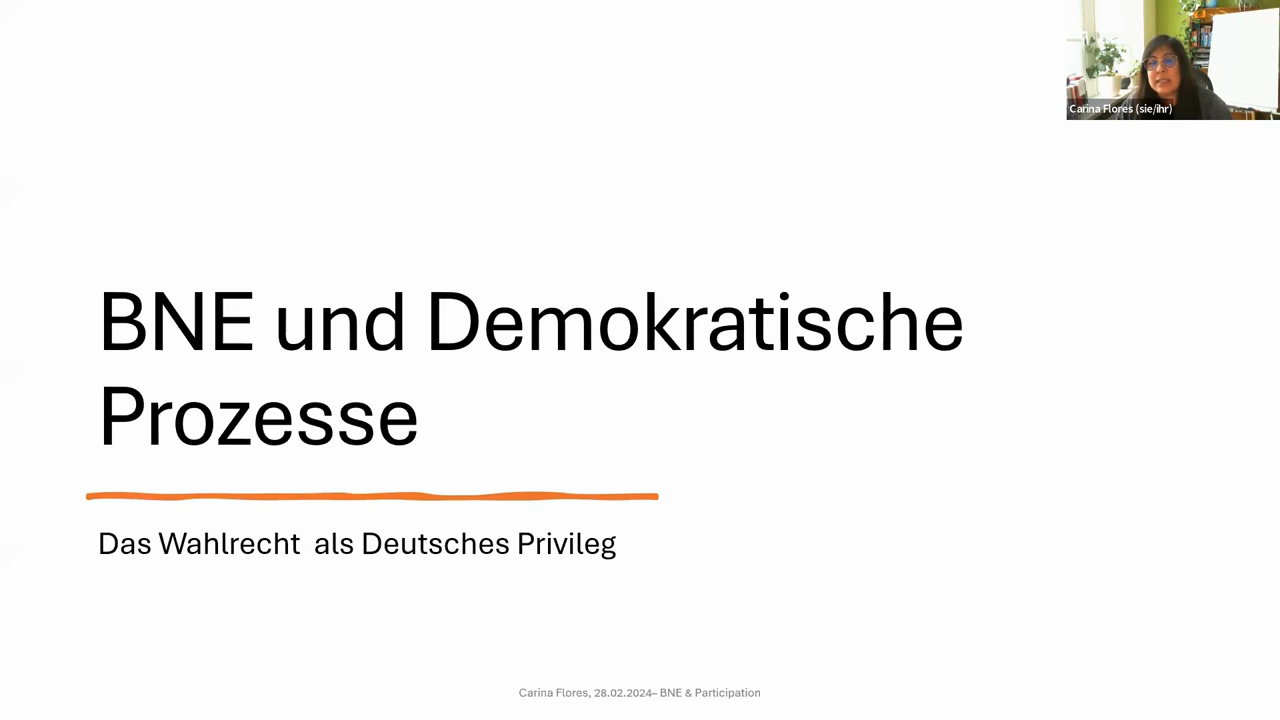 Carina Flores (sie/ihr)
BNE und Demokratische
Prozesse
Das Wahlrecht  als Deutsches Privileg
Carina Flores, 28.02.2024– BNE & Participation